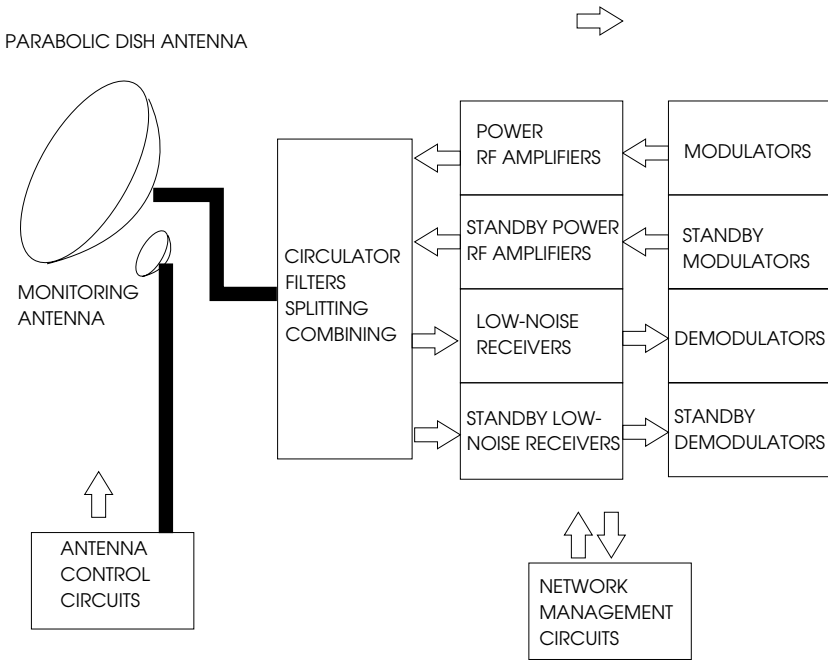 PARABOLIC DISH ANTENNA
POWER
RF AMPLIFIERS
MODULATORS
STANDBY POWER
RF AMPLIFIERS
STANDBY
MODULATORS
CIRCULATOR
FILTERS
SPLITTING
COMBINING
MONITORING
ANTENNA
LOW-NOISE
RECEIVERS
DEMODULATORS
STANDBY LOW-
NOISE RECEIVERS
STANDBY
DEMODULATORS
ANTENNA
CONTROL
CIRCUITS
NETWORK
MANAGEMENT
CIRCUITS